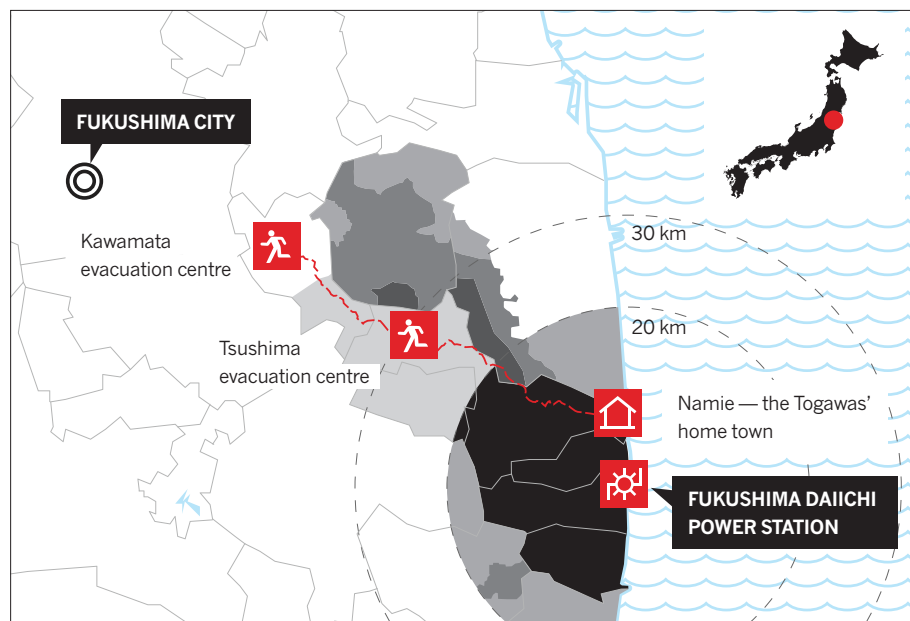 FUKUSHIMA CITY
Kawamata
evacuation centre
30 km
20 km
Tsushima
evacuation centre
Namie — the Togawas’
home town
FUKUSHIMA DAIICHI
POWER STATION